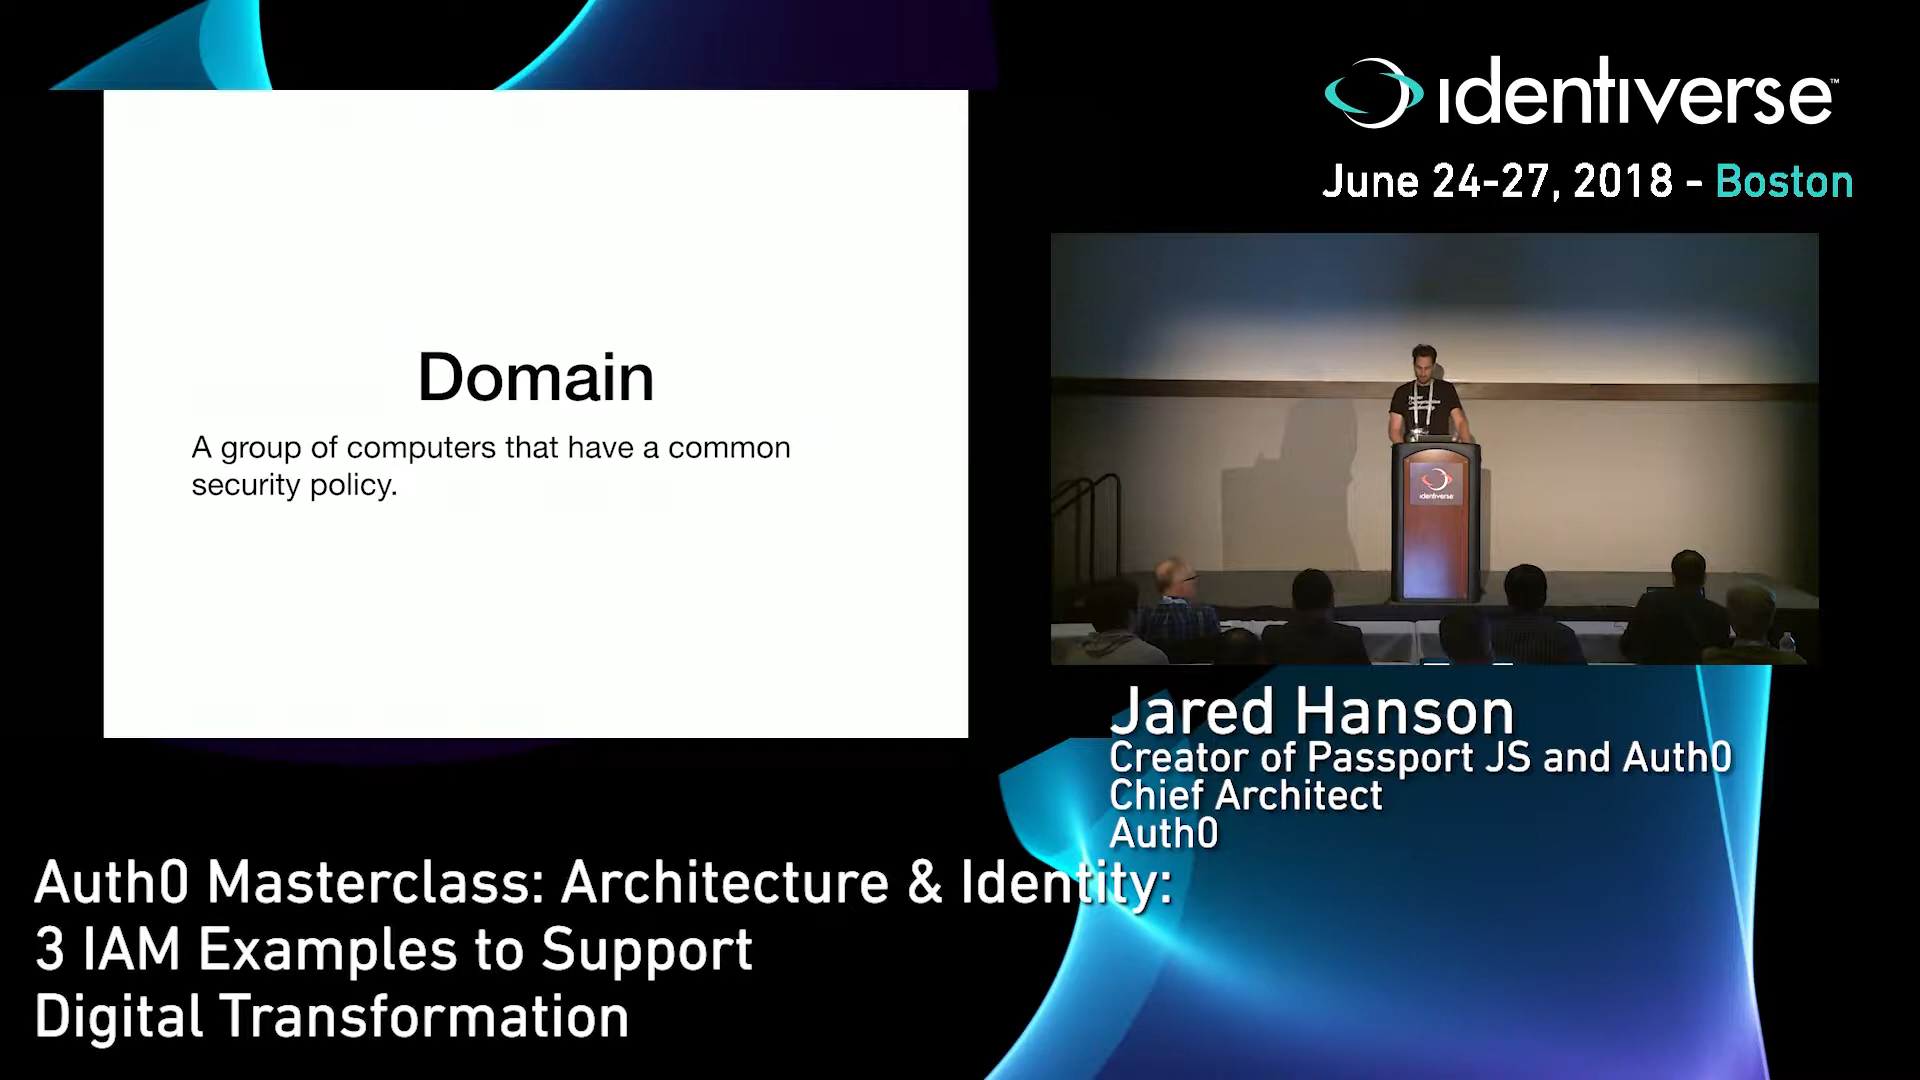 identiverse™
June 24-27, 2018 - Boston
Domain
A group of computers that have a common
security policy.
identiverse
Jared Hanson
Creator of Passport JS and Auth0
Chief Architect
Auth0
Auth0 Masterclass: Architecture & Identity:
3 IAM Examples to Support
Digital Transformation